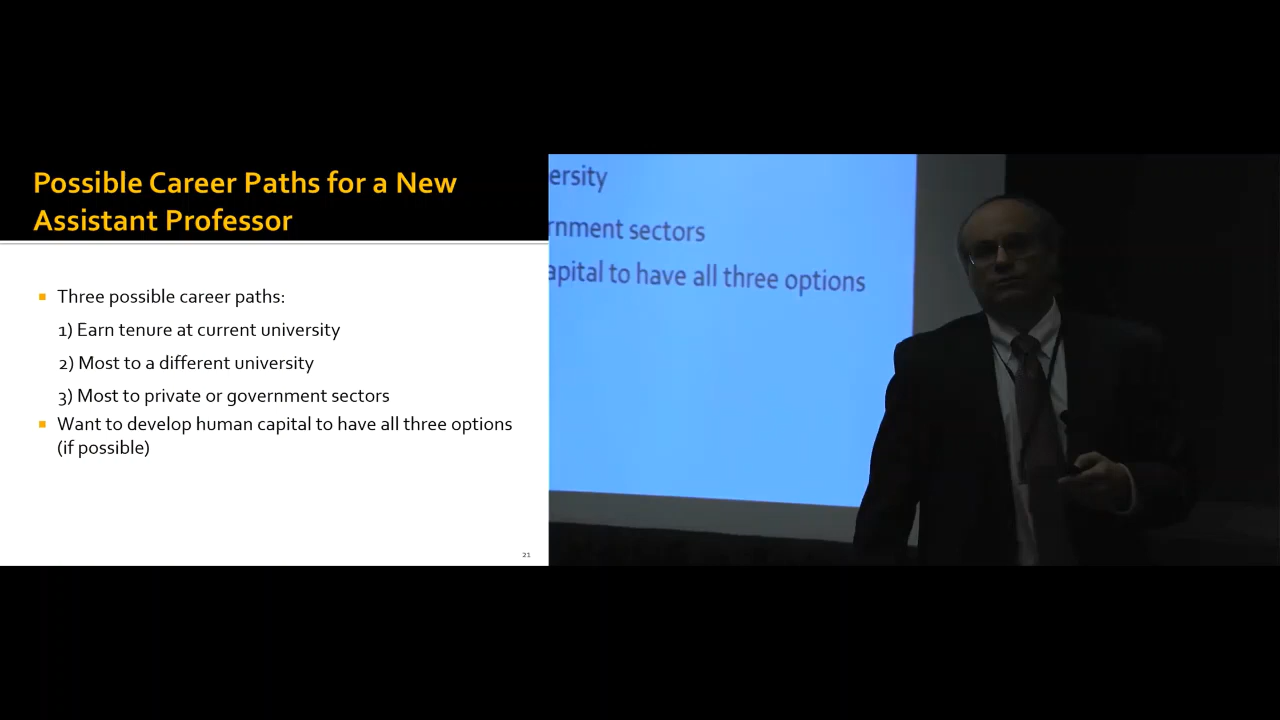 Possible Career Paths for a New
Assistant Professor
Three possible career paths:
1) Earn tenure at current university
2) Most to a different university
3) Most to private or government sectors
Want to develop human capital to have all three options
(if possible)
21
ersity
rnment sectors
apital to have all three options